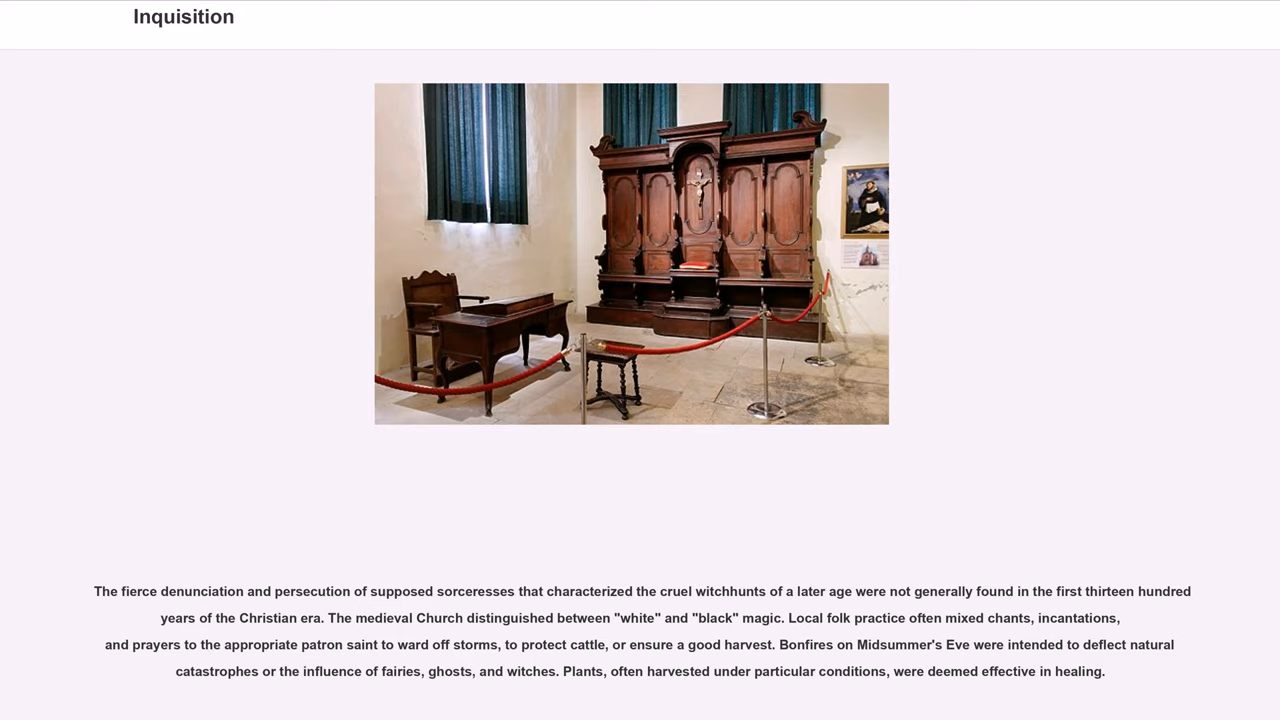 Inquisition
The fierce denunciation and persecution of supposed sorceresses that characterized the cruel witchhunts of a later age were not generally found in the first thirteen hundred
years of the Christian era. The medieval Church distinguished between "white" and "black" magic. Local folk practice often mixed chants, incantations,
and prayers to the appropriate patron saint to ward off storms, to protect cattle, or ensure a good harvest. Bonfires on Midsummer's Eve were intended to deflect natural
catastrophes or the influence of fairies, ghosts, and witches. Plants, often harvested under particular conditions, were deemed effective in healing.